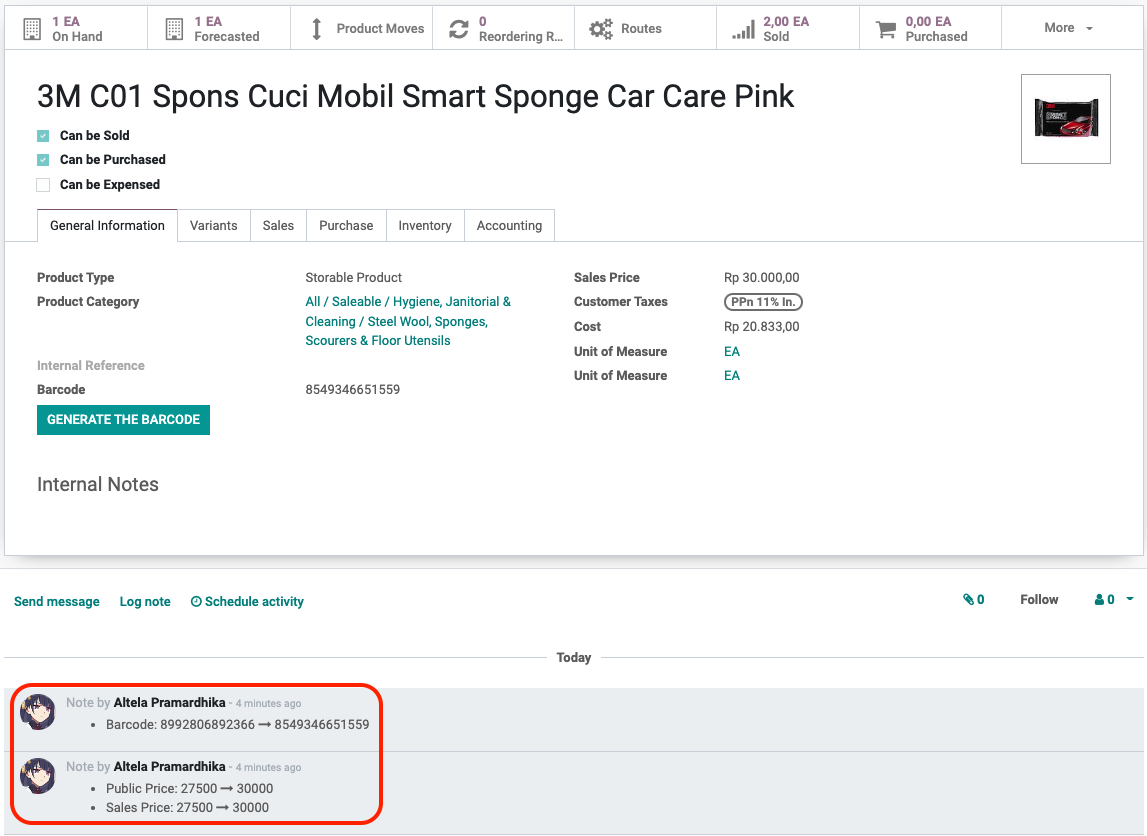 1 EA
On Hand
1 EA
Forecasted
Product Moves
0
Reordering R...
Routes
2,00 EA
Sold
0,00 EA
Purchased
More
3M C01 Spons Cuci Mobil Smart Sponge Car Care Pink
Can be Sold
Can be Purchased
Can be Expensed
General Information
Variants
Sales
Purchase
Inventory
Accounting
Product Type
Storable Product
Product Category
All / Saleable / Hygiene, Janitorial &
Cleaning / Steel Wool, Sponges,
Scourers & Floor Utensils
Internal Reference
Barcode
8549346651559
GENERATE THE BARCODE
Sales Price
Rp 30.000,00
Customer Taxes
PPn 11% In.
Cost
Rp 20.833,00
Unit of Measure
EA
Unit of Measure
EA
Internal Notes
Send message
Log note
Schedule activity
0
Follow
0
Today
Note by Altela Pramardhika - 4 minutes ago
• Barcode: 8992806892366 → 8549346651559
Note by Altela Pramardhika - 4 minutes ago
• Public Price: 27500 → 30000
• Sales Price: 27500 → 30000